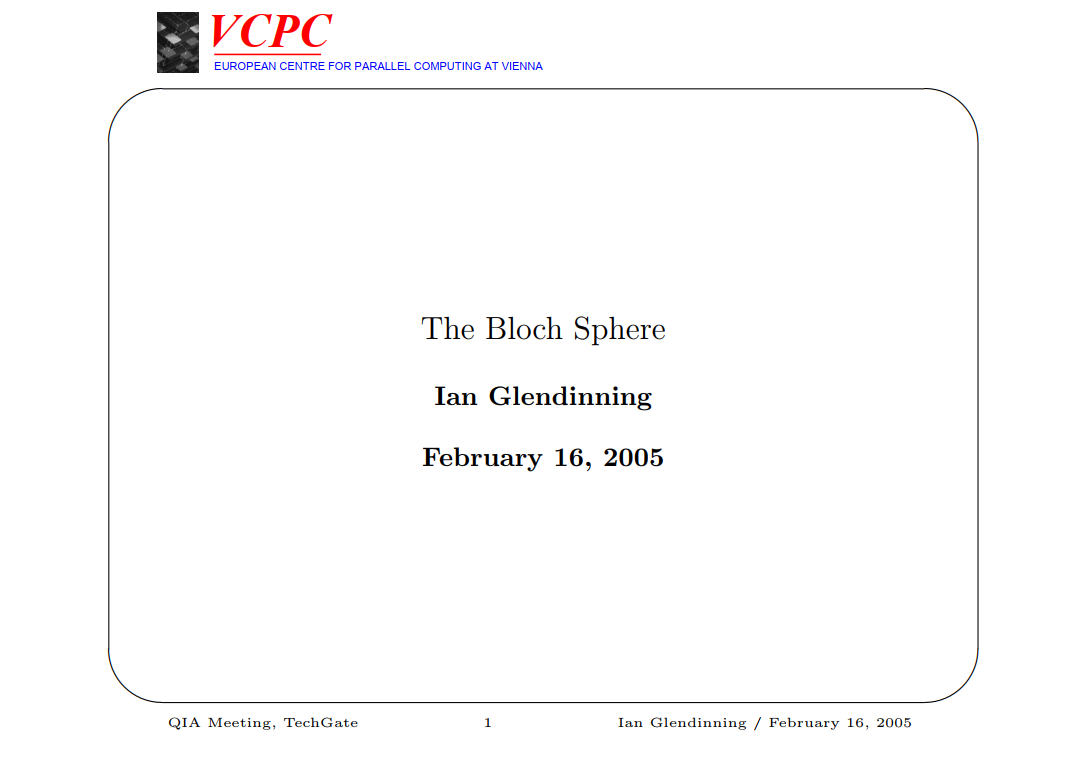 VCPC
EUROPEAN CENTRE FOR PARALLEL COMPUTING AT VIENNA
The Bloch Sphere
Ian Glendinning
February 16, 2005
QIA Meeting, TechGate 1 Ian Glendinning / February 16, 2005